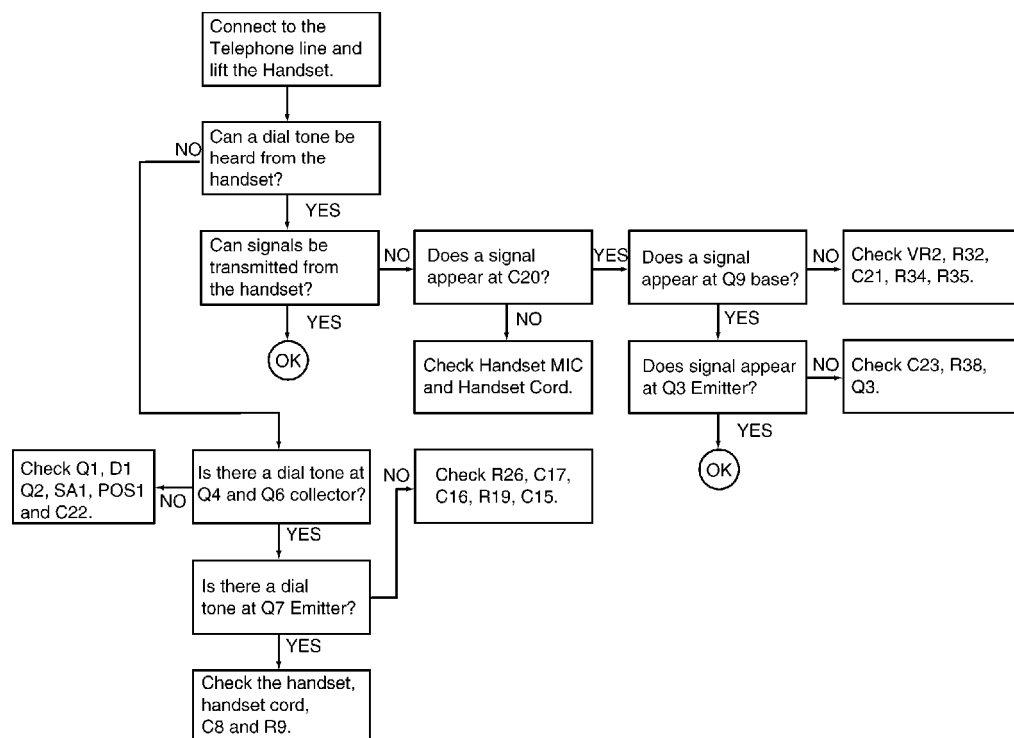 Connect to the
Telephone line and
lift the Handset.
NO
Can a dial tone be
heard from the
handset?
YES
Can signals be
transmitted from
the handset?
NO
Does a signal
appear at C20?
YES
Does a signal
appear at Q9 base?
NO
Check VR2, R32,
C21, R34, R35.
YES
OK
NO
Check Handset MIC
and Handset Cord.
YES
Does signal appear
at Q3 Emitter?
NO
Check C23, R38,
Q3.
YES
OK
Check Q1, D1
Q2, SA1, POS1
and C22.
NO
Is there a dial tone at
Q4 and Q6 collector?
NO
Check R26, C17,
C16, R19, C15.
YES
Is there a dial
tone at Q7 Emitter?
YES
Check the handset,
handset cord,
C8 and R9.